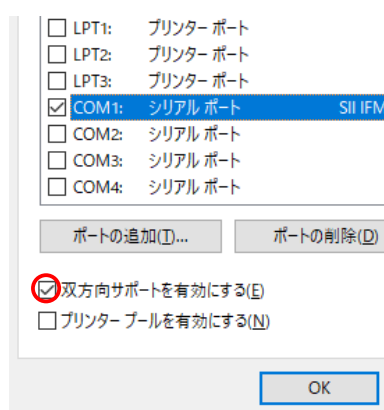 LPT1: プリンター ポート
LPT2: プリンター ポート
LPT3: プリンター ポート
COM1: シリアル ポート SII IFM
COM2: シリアル ポート
COM3: シリアル ポート
COM4: シリアル ポート
ポートの追加(T)... ポートの削除(D)
双方向サポートを有効にする(E)
プリンター プールを有効にする(N)
OK